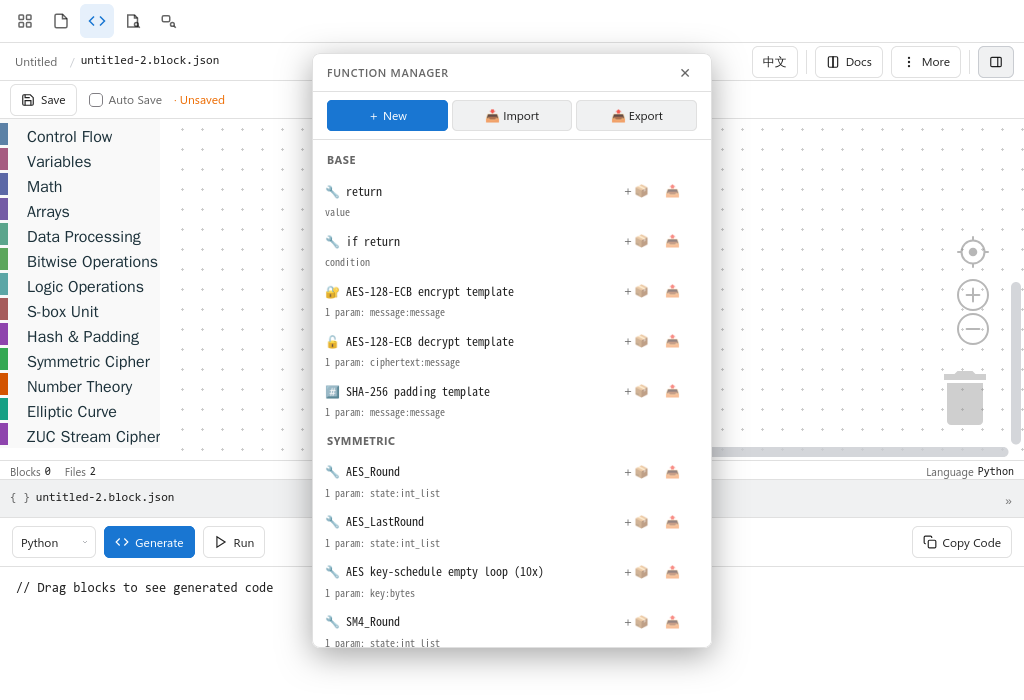 Untitled / untitled-2.block.json
中文
Docs
More
Save
Auto Save
· Unsaved
Control Flow
Variables
Math
Arrays
Data Processing
Bitwise Operations
Logic Operations
S-box Unit
Hash & Padding
Symmetric Cipher
Number Theory
Elliptic Curve
ZUC Stream Cipher
FUNCTION MANAGER
+ New
Import
Export
BASE
return
value
if return
condition
AES-128-ECB encrypt template
1 param: message:message
AES-128-ECB decrypt template
1 param: ciphertext:message
SHA-256 padding template
1 param: message:message
SYMMETRIC
AES_Round
1 param: state:int_list
AES_LastRound
1 param: state:int_list
AES key-schedule empty loop (10x)
1 param: key:bytes
SM4_Round
1 param: state:int_list
Blocks 0 Files 2
Language Python
{ } untitled-2.block.json
»
Python
Generate
Run
Copy Code
// Drag blocks to see generated code